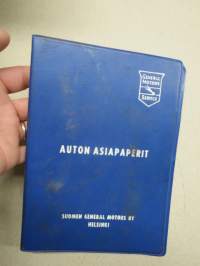 GENERAL
MOTORS
SERVICE
AUTON ASIAPAPERIT
SUOMEN GENERAL MOTORS OY
HELSINKI